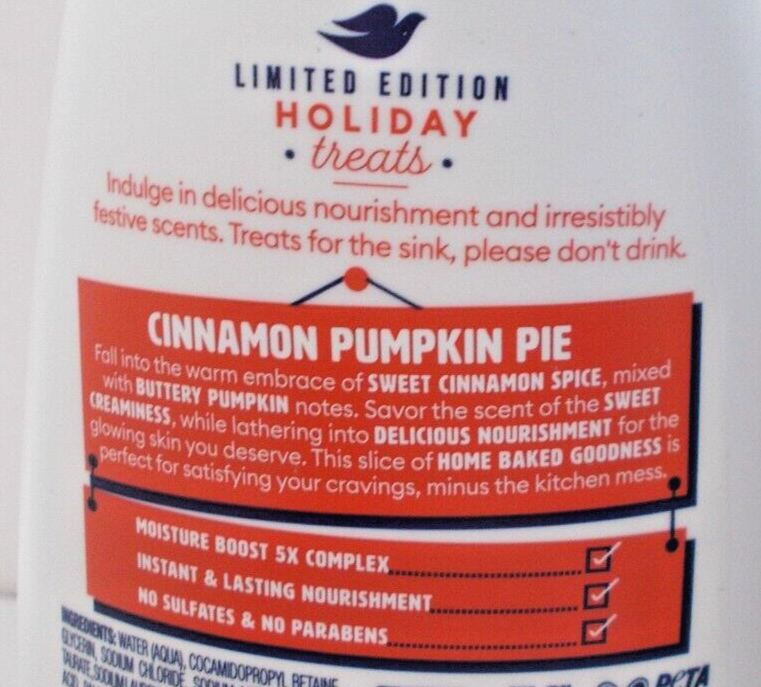 LIMITED EDITION
HOLIDAY
• treats •
Indulge in delicious nourishment and irresistibly
festive scents. Treats for the sink, please don't drink.
CINNAMON PUMPKIN PIE
Fall into the warm embrace of SWEET CINNAMON SPICE, mixed
with BUTTERY PUMPKIN notes. Savor the scent of the SWEET
CREAMINESS, while lathering into DELICIOUS NOURISHMENT for the
glowing skin you deserve. This slice of HOME BAKED GOODNESS is
perfect for satisfying your cravings, minus the kitchen mess.
MOISTURE BOOST 5X COMPLEX
INSTANT & LASTING NOURISHMENT
NO SULFATES & NO PARABENS
INGREDIENTS: WATER (AQUA), COCAMIDOPROPYL BETAINE,
GLYCERIN, SODIUM CHLORIDE,
PETA